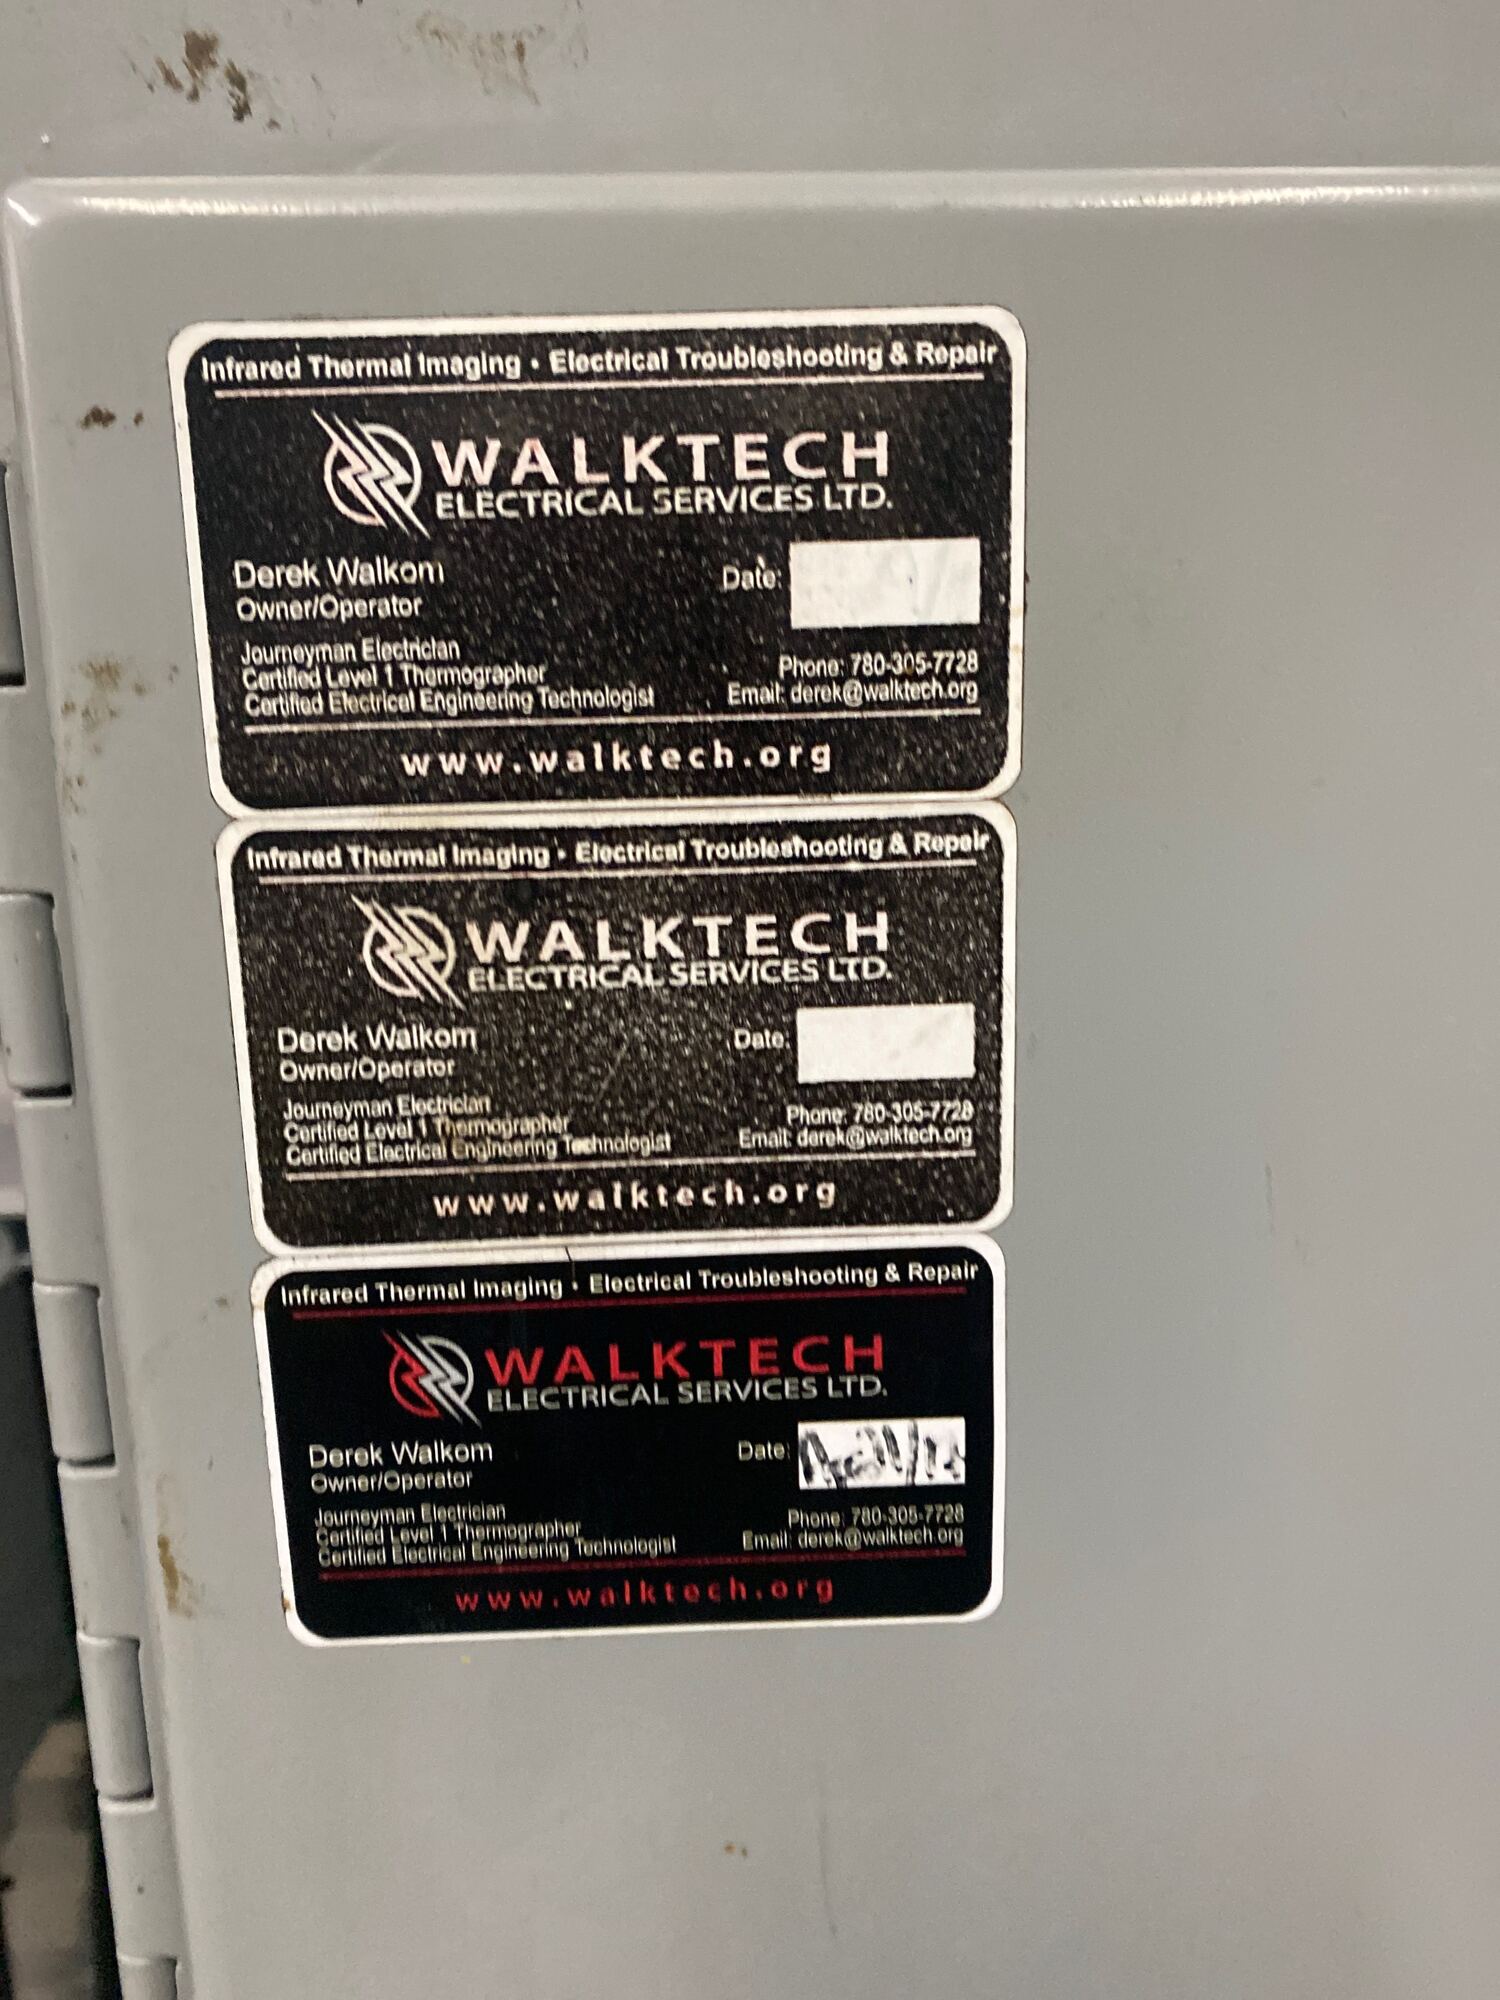 Infrared Thermal Imaging • Electrical Troubleshooting & Repair
WALKTECH
ELECTRICAL SERVICES LTD.
Derek Walkom
Owner/Operator
Date:
Journeyman Electrician
Certified Level 1 Thermographer
Certified Electrical Engineering Technologist
Phone: 780-305-7728
Email: derek@walktech.org
www.walktech.org
Infrared Thermal Imaging • Electrical Troubleshooting & Repair
WALKTECH
ELECTRICAL SERVICES LTD.
Derek Walkom
Owner/Operator
Date:
Journeyman Electrician
Certified Level 1 Thermographer
Certified Electrical Engineering Technologist
Phone: 780-305-7728
Email: derek@walktech.org
www.walktech.org
Infrared Thermal Imaging • Electrical Troubleshooting & Repair
WALKTECH
ELECTRICAL SERVICES LTD.
Derek Walkom
Owner/Operator
Date:
Journeyman Electrician
Certified Level 1 Thermographer
Certified Electrical Engineering Technologist
Phone: 780-305-7728
Email: derek@walktech.org
www.walktech.org